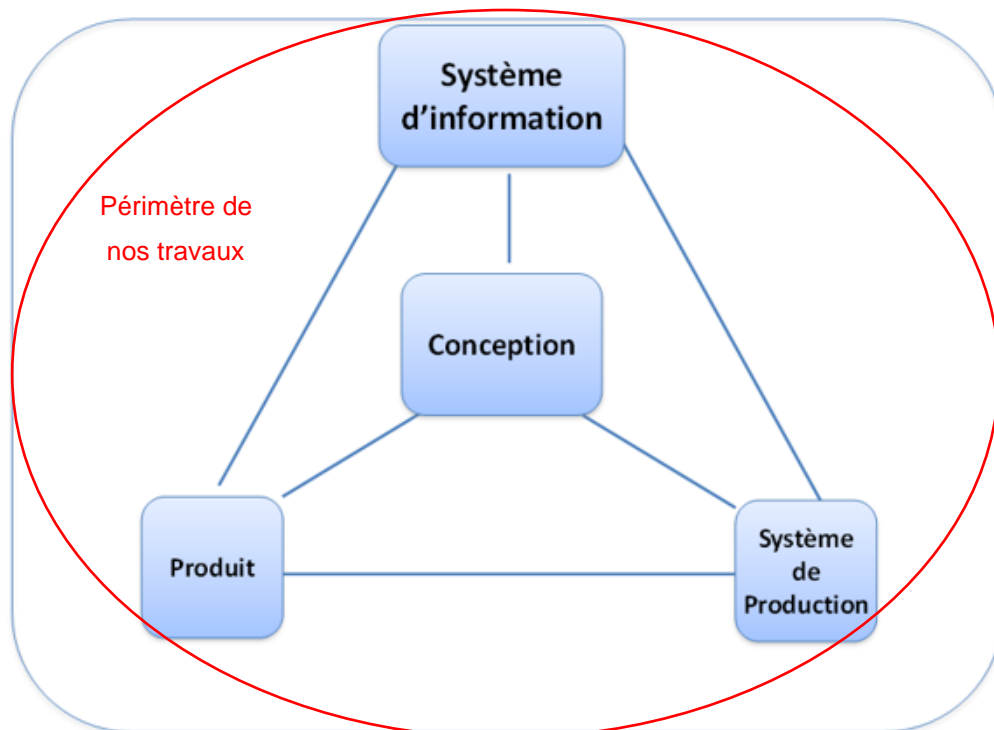 Système
d'information
Périmètre de
nos travaux
Conception
Produit
Système
de
Production